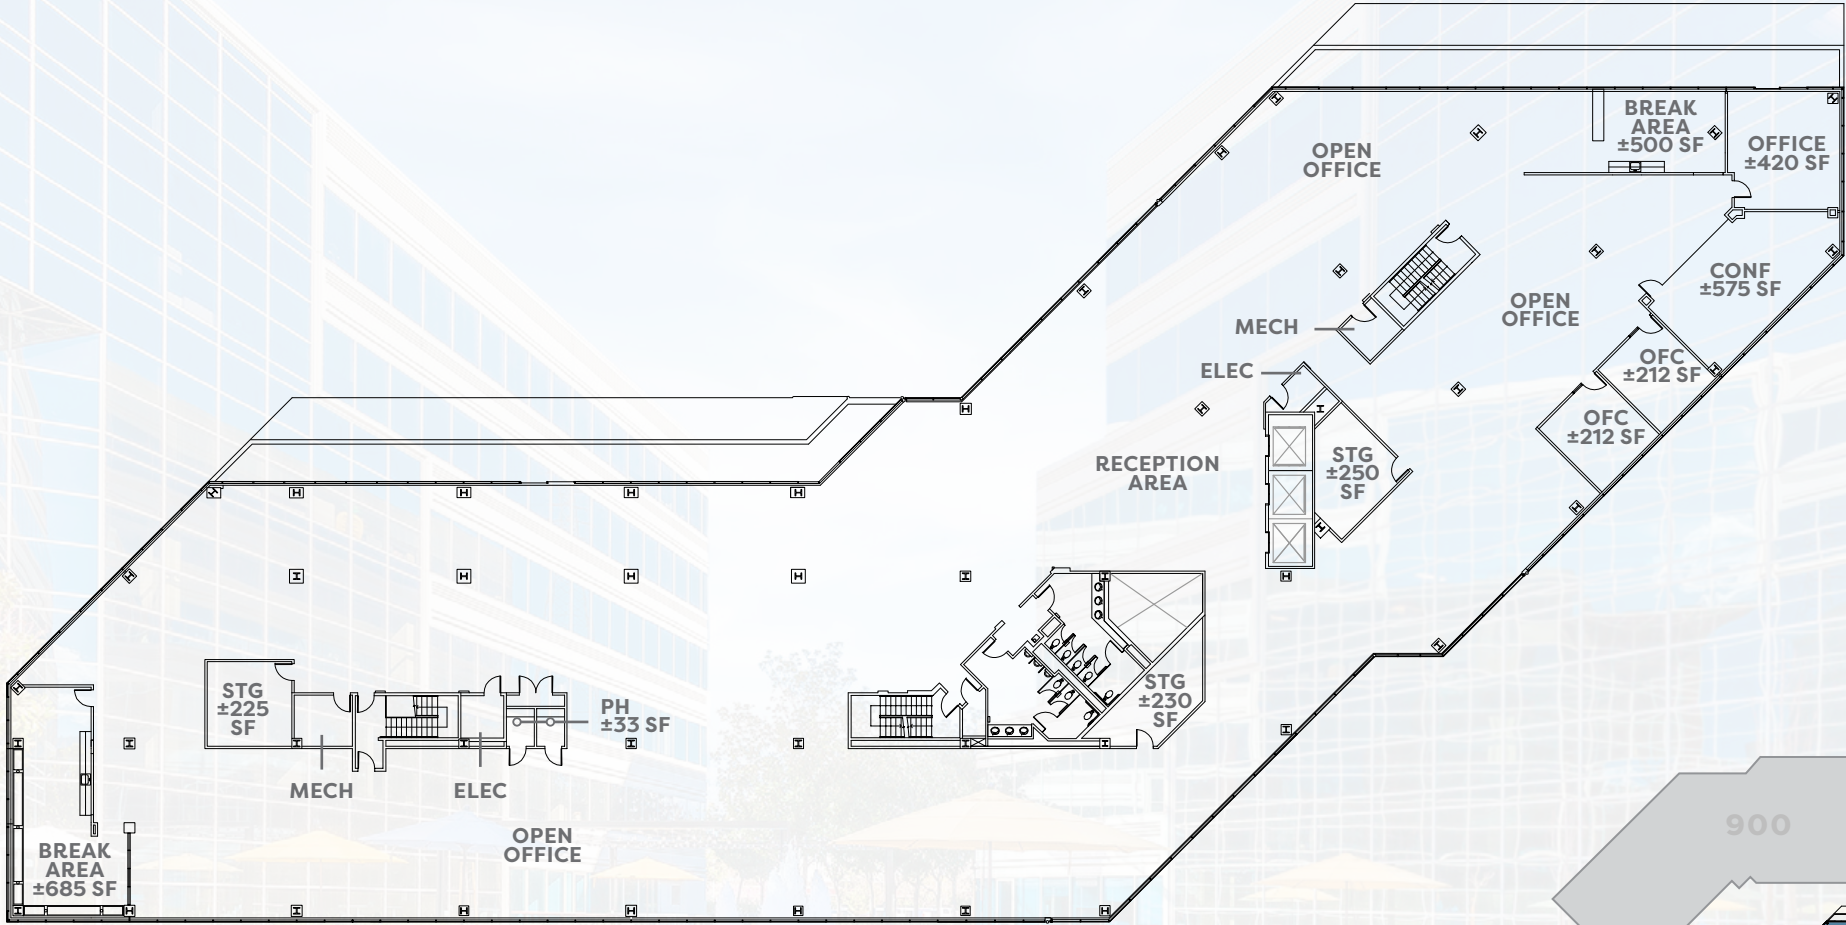 BREAK
AREA
±500 SF
OFFICE
±420 SF
OPEN
OFFICE
CONF
±575 SF
OPEN
OFFICE
MECH
ELEC
OFC
±212 SF
OFC
±212 SF
RECEPTION
AREA
STG
±250
SF
STG
±230
SF
STG
±225
SF
PH
±33 SF
MECH
ELEC
OPEN
OFFICE
BREAK
AREA
±685 SF
900